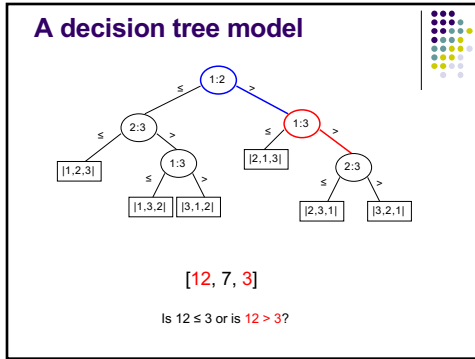 A decision tree model
1:2
≤ >
2:3 1:3
≤ > ≤ >
|1,2,3| 1:3 |2,1,3| 2:3
≤ > ≤ >
|1,3,2| |3,1,2| |2,3,1| |3,2,1|
[12, 7, 3]
Is 12 ≤ 3 or is 12 > 3?